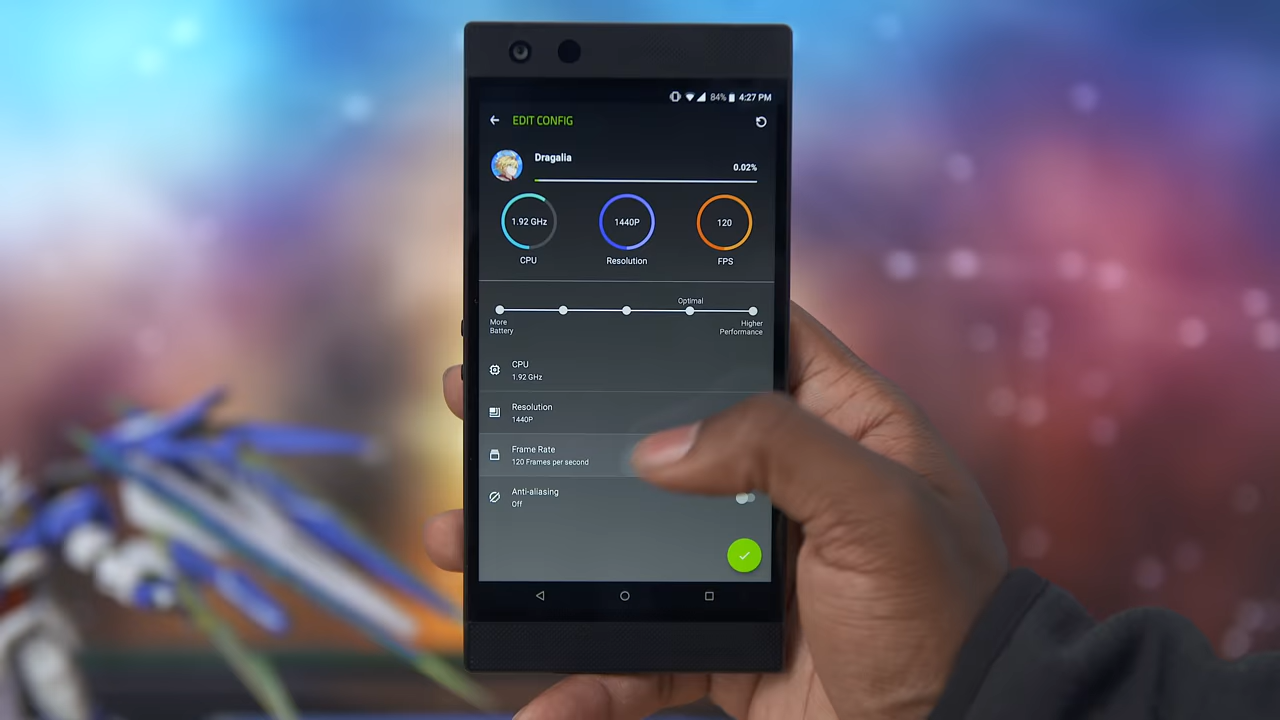 84% 4:27 PM
EDIT CONFIG
Dragalia
0.02%
1.92 GHz 1440P 120
CPU Resolution FPS
Optimal
More Higher
Battery Performance
CPU
1.92 GHz
Resolution
1440P
Frame Rate
120 Frames per second
Anti-aliasing
Off